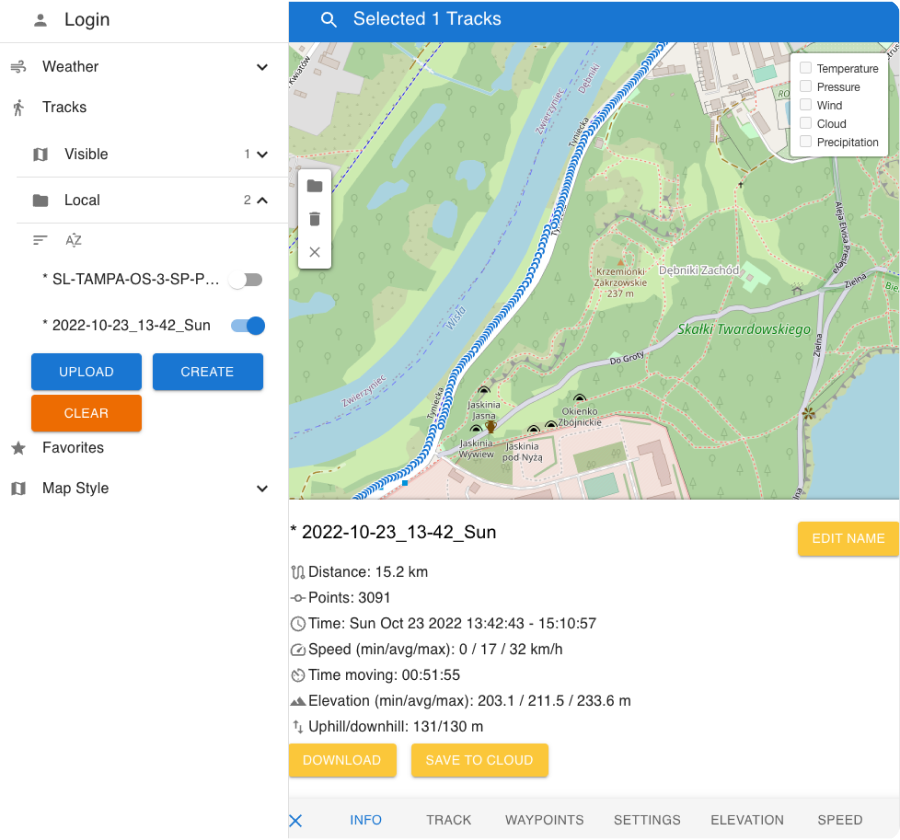 Login
Weather
Tracks
Visible 1
Local 2
AZ
* SL-TAMPA-OS-3-SP-P...
* 2022-10-23_13-42_Sun
UPLOAD CREATE
CLEAR
Favorites
Map Style
Selected 1 Tracks
Temperature
Pressure
Wind
Cloud
Precipitation
Kwiatów
Zwierzyniec
Dębniki
Tyniecka
Krzemionki
Zakrzowskie
237 m
Dębniki Zachód
Aleja Elvisa Presleya
Zielna
Wisła
Skałki Twardowskiego
Zielna
Do Groty
Zwierzyniec
Tyniecka
Jaskinia
Jasna
Okienko
Zbójnickie
Jaskinia
Wywiew
Jaskinia
pod Nyżą
* 2022-10-23_13-42_Sun
EDIT NAME
Distance: 15.2 km
Points: 3091
Time: Sun Oct 23 2022 13:42:43 - 15:10:57
Speed (min/avg/max): 0 / 17 / 32 km/h
Time moving: 00:51:55
Elevation (min/avg/max): 203.1 / 211.5 / 233.6 m
Uphill/downhill: 131/130 m
DOWNLOAD SAVE TO CLOUD
INFO TRACK WAYPOINTS SETTINGS ELEVATION SPEED